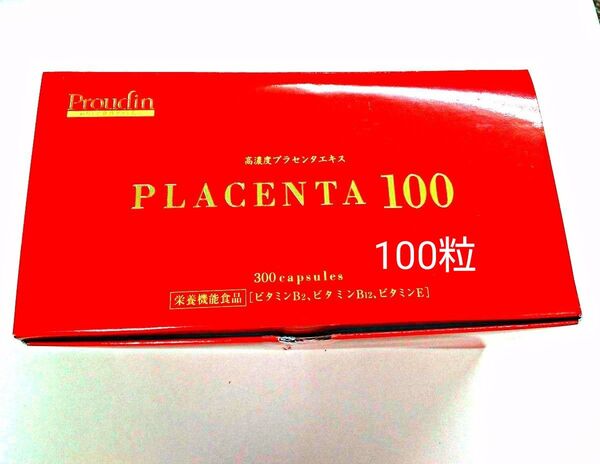 Proudin
高濃度プラセンタエキス
PLACENTA 100
100粒
300capsules
栄養機能食品 [ビタミンB2、ビタミンB12、ビタミンE]